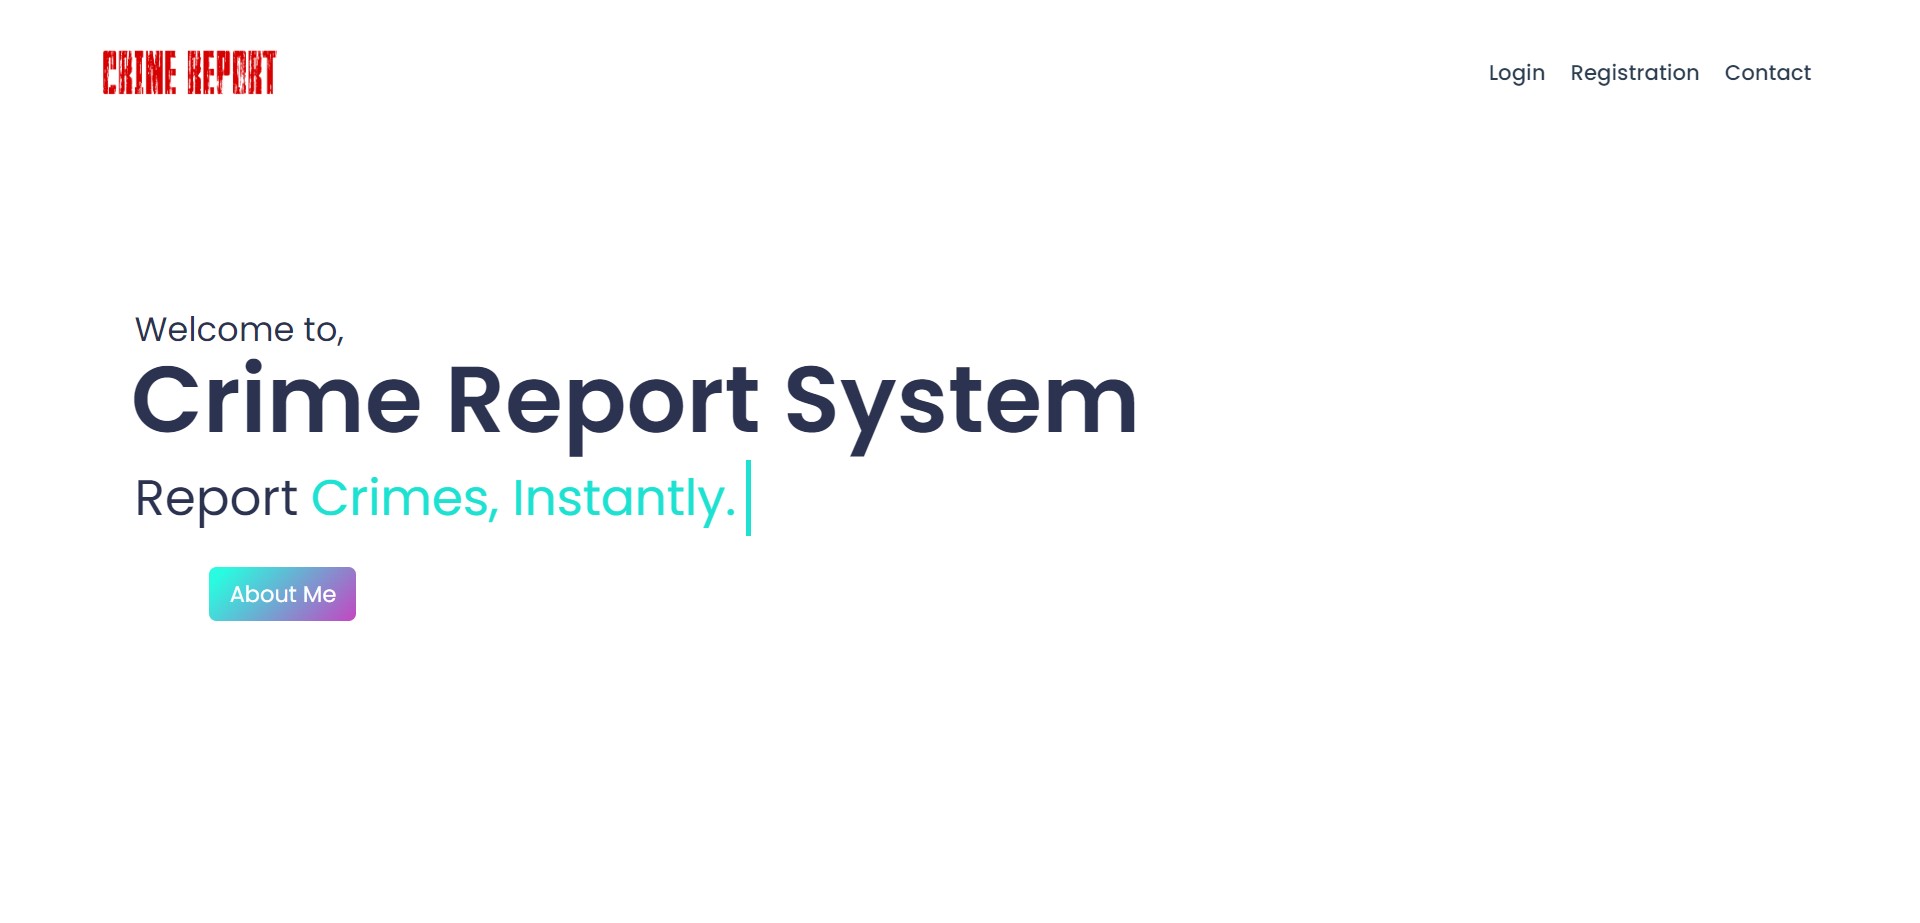 CRIME REPORT
Login Registration Contact
Welcome to,
Crime Report System
Report Crimes, Instantly.
About Me